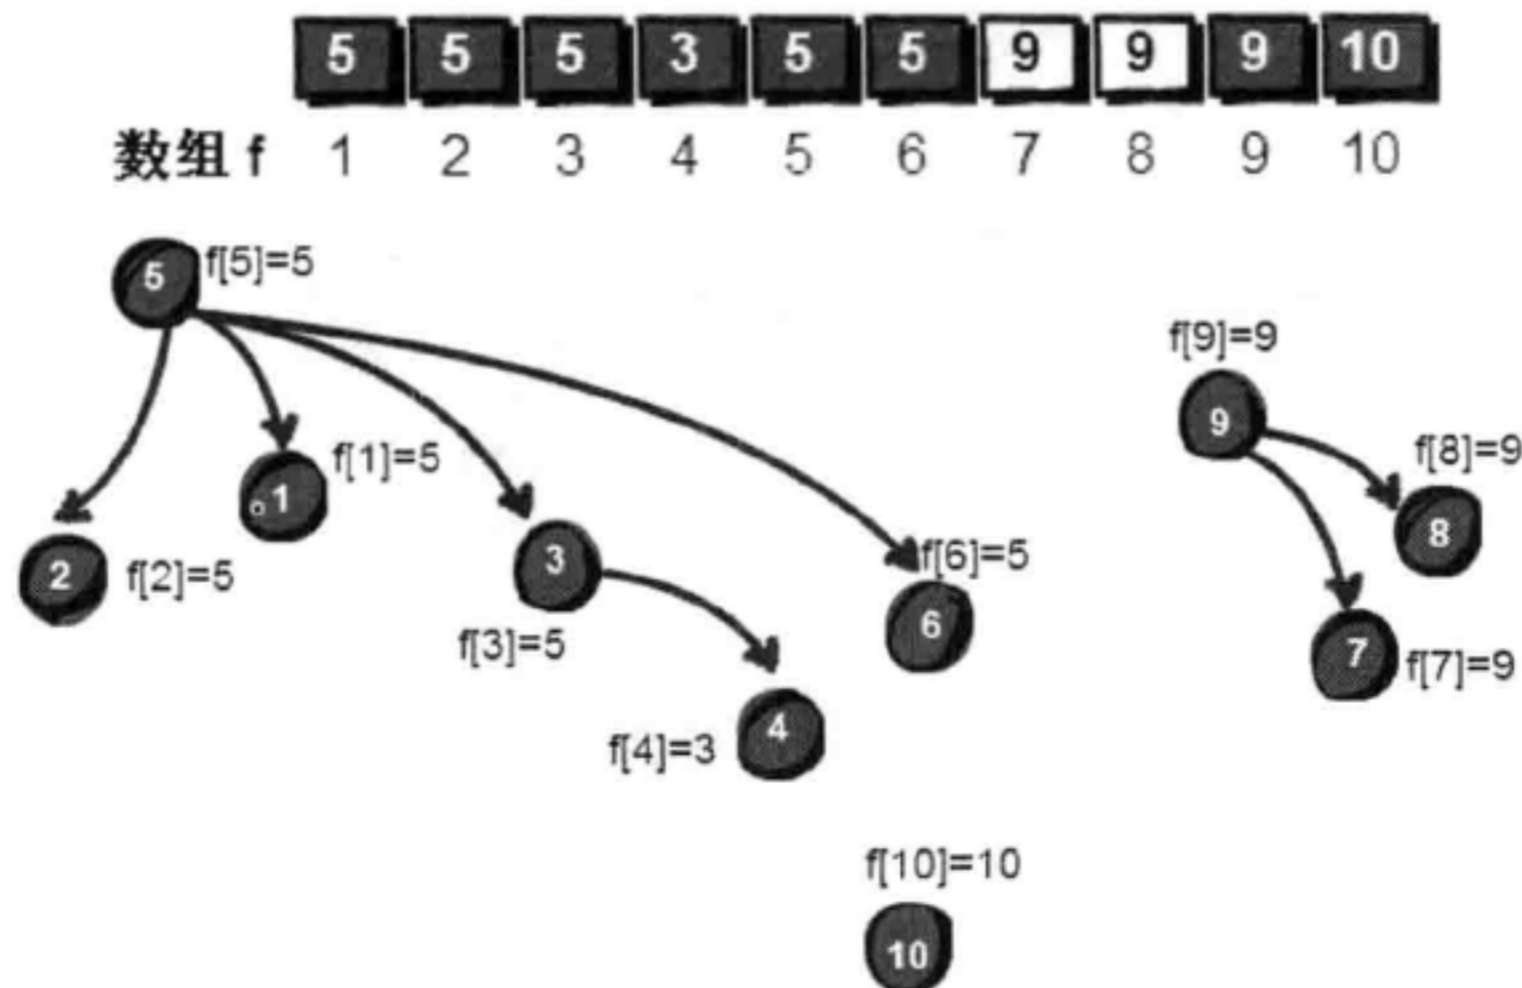 5 5 5 3 5 5 9 9 9 10
数组 f 1 2 3 4 5 6 7 8 9 10
5 f[5]=5
f[9]=9
9
f[8]=9
8
f[1]=5
1
2 f[2]=5
3
f[3]=5
f[6]=5
6
7 f[7]=9
f[4]=3 4
f[10]=10
10